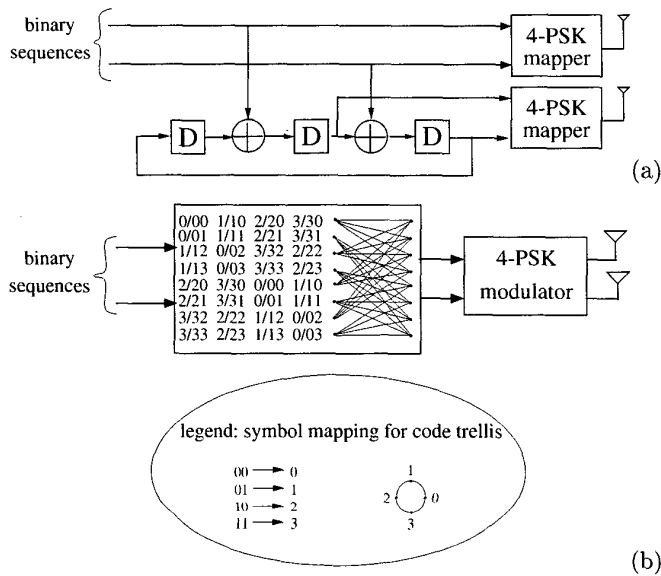 binary
sequences
4-PSK
mapper
4-PSK
mapper
D
D
D
(a)
binary
sequences
0/00 1/10 2/20 3/30
0/01 1/11 2/21 3/31
1/12 0/02 3/32 2/22
1/13 0/03 3/33 2/23
2/20 3/30 0/00 1/10
2/21 3/31 0/01 1/11
3/32 2/22 1/12 0/02
3/33 2/23 1/13 0/03
4-PSK
modulator
legend: symbol mapping for code trellis
00 → 0
01 → 1
10 → 2
11 → 3
1
2 0
3
(b)